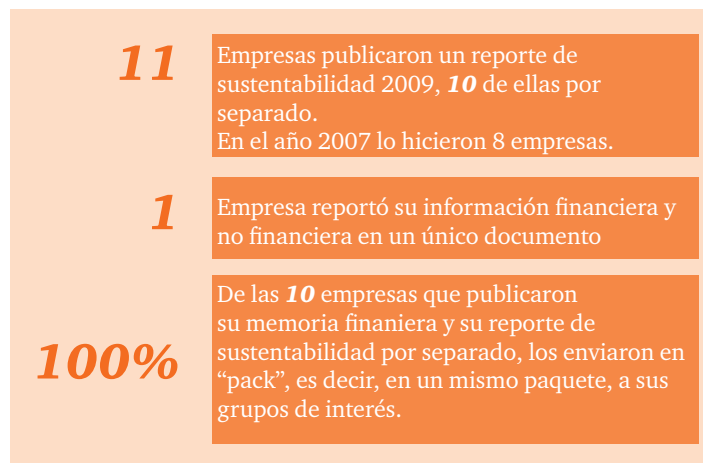 11
Empresas publicaron un reporte de
sustentabilidad 2009, 10 de ellas por
separado.
En el año 2007 lo hicieron 8 empresas.
1
Empresa reportó su información financiera y
no financiera en un único documento
100%
De las 10 empresas que publicaron
su memoria finaniera y su reporte de
sustentabilidad por separado, los enviaron en
“pack”, es decir, en un mismo paquete, a sus
grupos de interés.